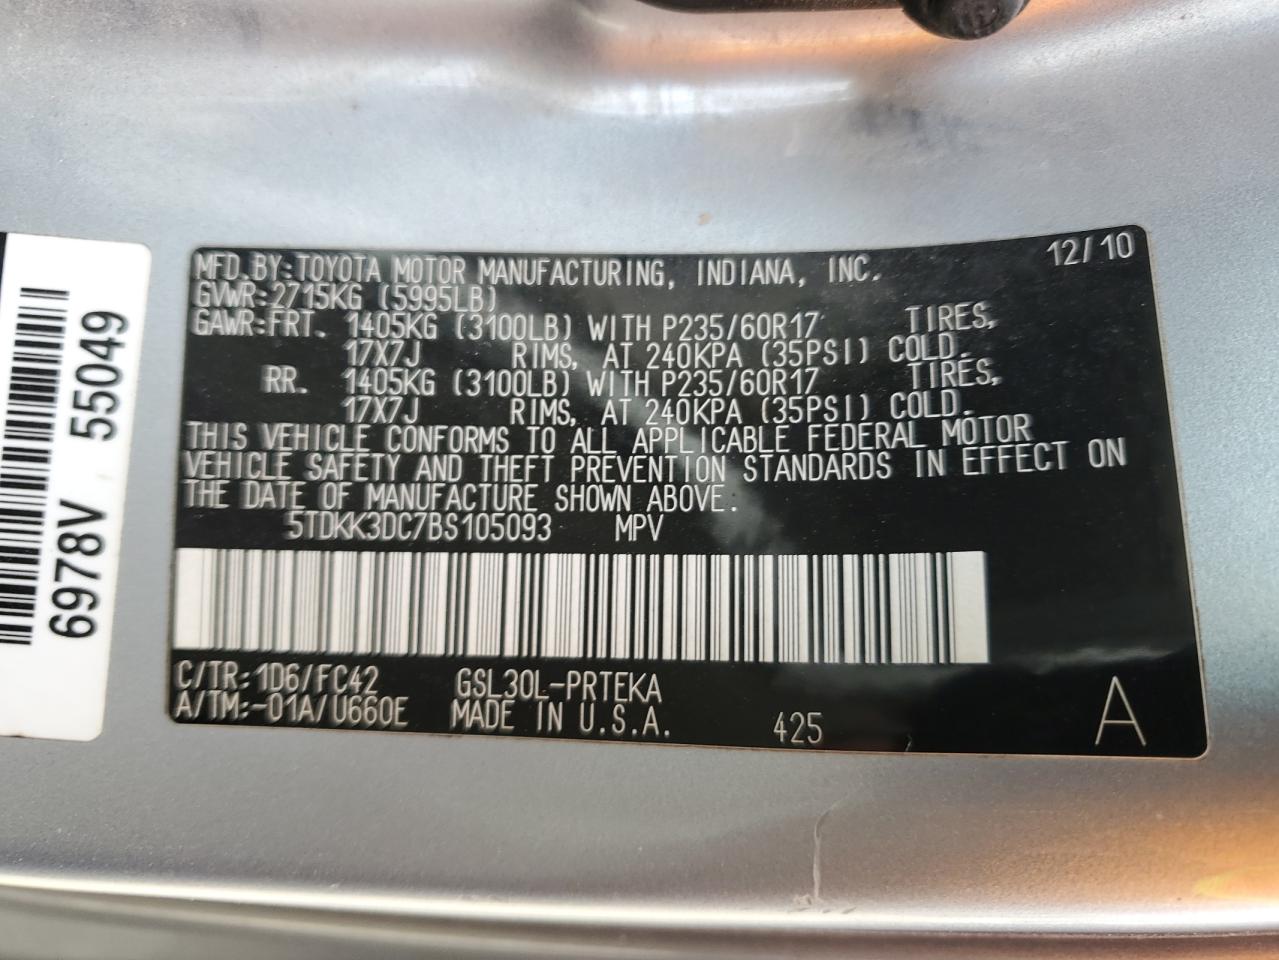 12/10
MFD.BY:TOYOTA MOTOR MANUFACTURING, INDIANA, INC.
GVWR:2715KG (5995LB)
GAWR:FRT. 1405KG (3100LB) WITH P235/60R17 TIRES,
17X7J RIMS, AT 240KPA (35PSI) COLD.
RR. 1405KG (3100LB) WITH P235/60R17 TIRES,
17X7J RIMS, AT 240KPA (35PSI) COLD.
THIS VEHICLE CONFORMS TO ALL APPLICABLE FEDERAL MOTOR
VEHICLE SAFETY AND THEFT PREVENTION STANDARDS IN EFFECT ON
THE DATE OF MANUFACTURE SHOWN ABOVE.
5TDKK3DC7BS105093 MPV
C/TR:1D6/FC42 GSL30L-PRTEKA
A/TM:-01A/U660E MADE IN U.S.A. 425 A
6978V 55049